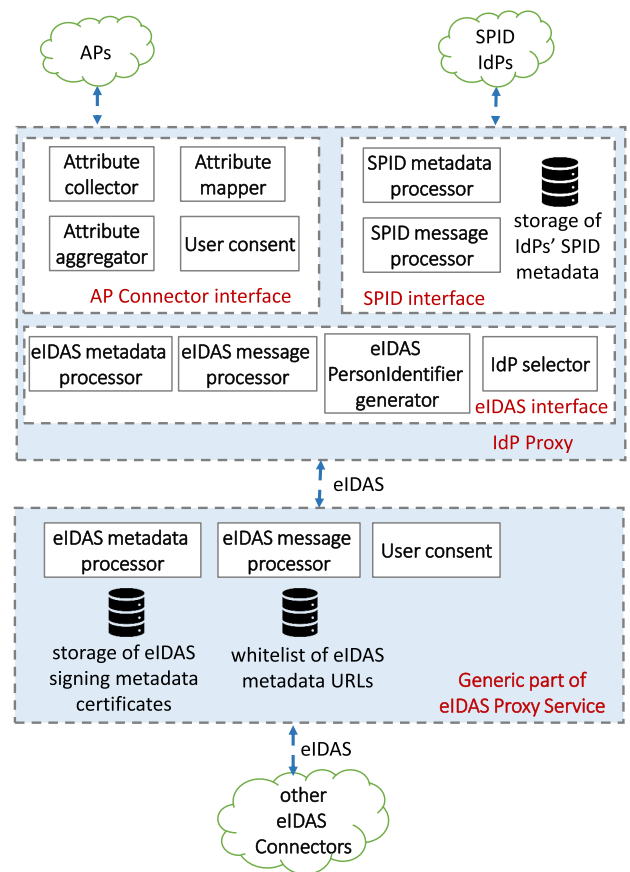 APs
SPID
IdPs
Attribute
collector
Attribute
mapper
Attribute
aggregator
User consent
AP Connector interface
SPID metadata
processor
SPID message
processor
storage of
IdPs' SPID
metadata
SPID interface
eIDAS metadata
processor
eIDAS message
processor
eIDAS
PersonIdentifier
generator
IdP selector
eIDAS interface
IdP Proxy
eIDAS
eIDAS metadata
processor
eIDAS message
processor
User consent
storage of eIDAS
signing metadata
certificates
whitelist of eIDAS
metadata URLs
Generic part of
eIDAS Proxy Service
eIDAS
other
eIDAS
Connectors